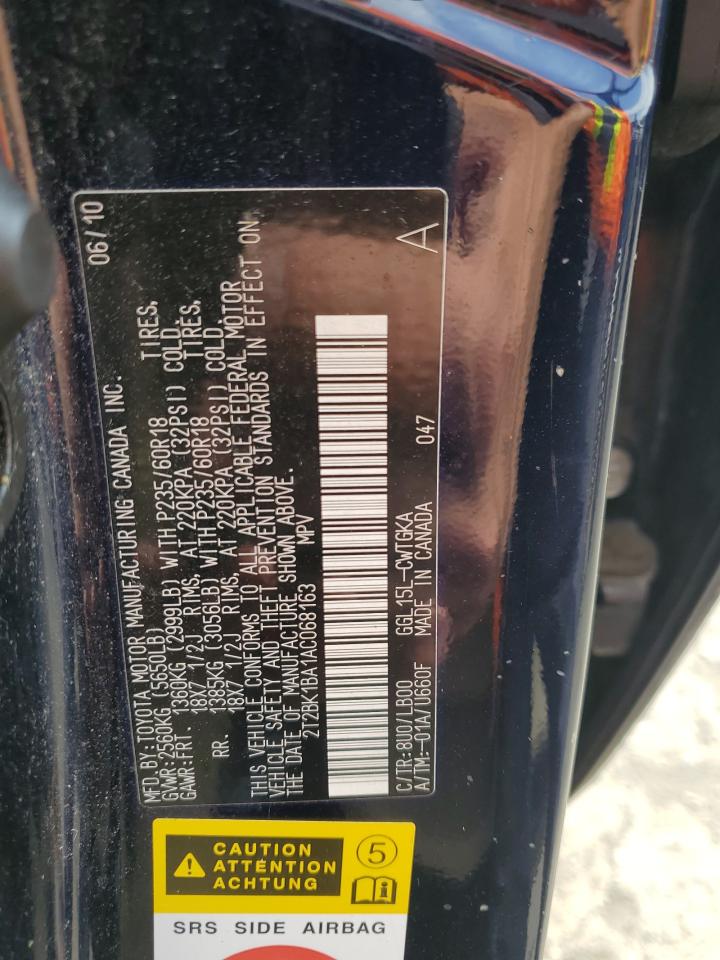 MFD. BY: TOYOTA MOTOR MANUFACTURING CANADA INC. 06/10
GVWR: 2560KG (5650LB)
GAWR: FRT. 1360KG (2999LB) WITH P235/60R18 TIRES,
18X7 1/2J RIMS, AT 220KPA (32PSI) COLD.
RR. 1385KG (3056LB) WITH P235/60R18 TIRES,
18X7 1/2J RIMS, AT 220KPA (32PSI) COLD.
THIS VEHICLE CONFORMS TO ALL APPLICABLE FEDERAL MOTOR
VEHICLE SAFETY AND THEFT PREVENTION STANDARDS IN EFFECT ON
THE DATE OF MANUFACTURE SHOWN ABOVE.
2T2BK1BA1AC068163 MPV
C/TR: 8U0/LB00 GGL15L-CWTGKA
A/TM: -01A/U660F MADE IN CANADA 047 A
CAUTION
ATTENTION
ACHTUNG
5
SRS SIDE AIRBAG